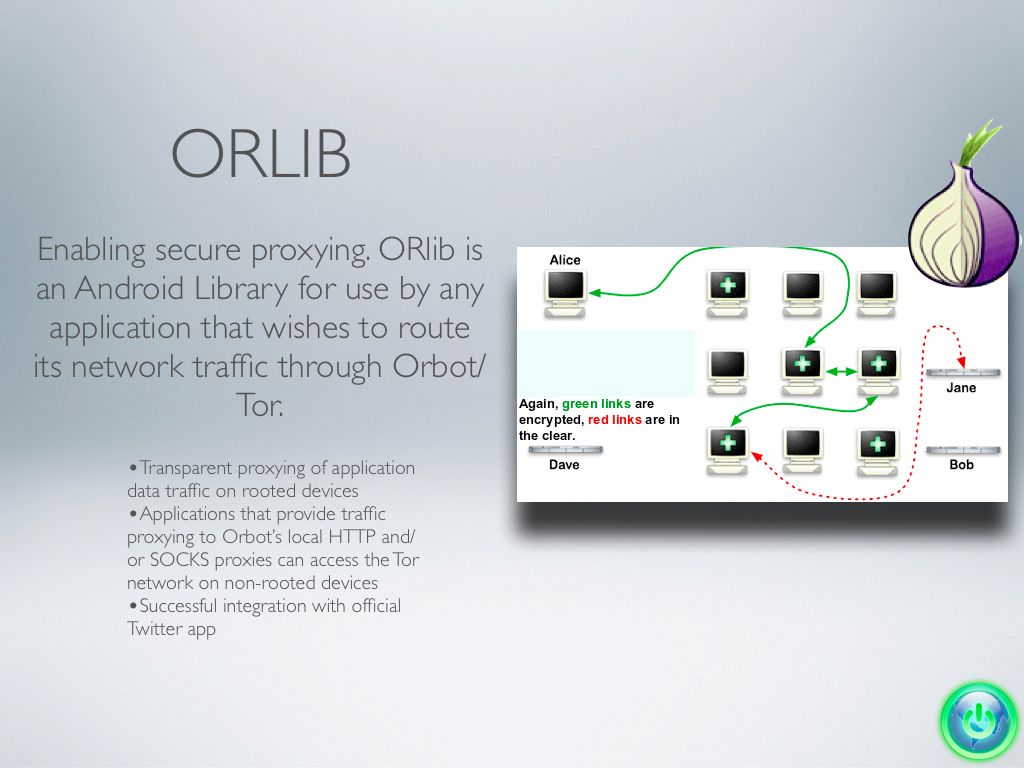 ORLIB
Enabling secure proxying. ORlib is
an Android Library for use by any
application that wishes to route
its network traffic through Orbot/
Tor.
•Transparent proxying of application
data traffic on rooted devices
•Applications that provide traffic
proxying to Orbot's local HTTP and/
or SOCKS proxies can access the Tor
network on non-rooted devices
•Successful integration with official
Twitter app
Alice
Again, green links are
encrypted, red links are in
the clear.
Dave
Jane
Bob